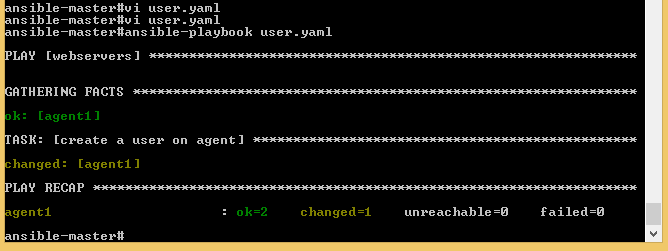 ansible-master#vi user.yaml
ansible-master#vi user.yaml
ansible-master#ansible-playbook user.yaml
PLAY [webservers] *************************************************************
GATHERING FACTS ***************************************************************
ok: [agent1]
TASK: [create a user on agent] ************************************************
changed: [agent1]
PLAY RECAP ********************************************************************
agent1                     : ok=2    changed=1    unreachable=0    failed=0
ansible-master#